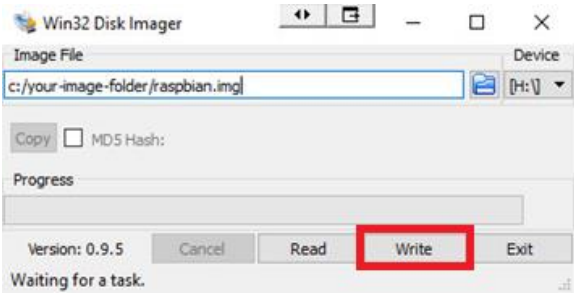 Win32 Disk Imager
Image File
Device
c:/your-image-folder/raspbian.img
[H:\]
Copy
MD5 Hash:
Progress
Version: 0.9.5
Cancel
Read
Write
Exit
Waiting for a task.